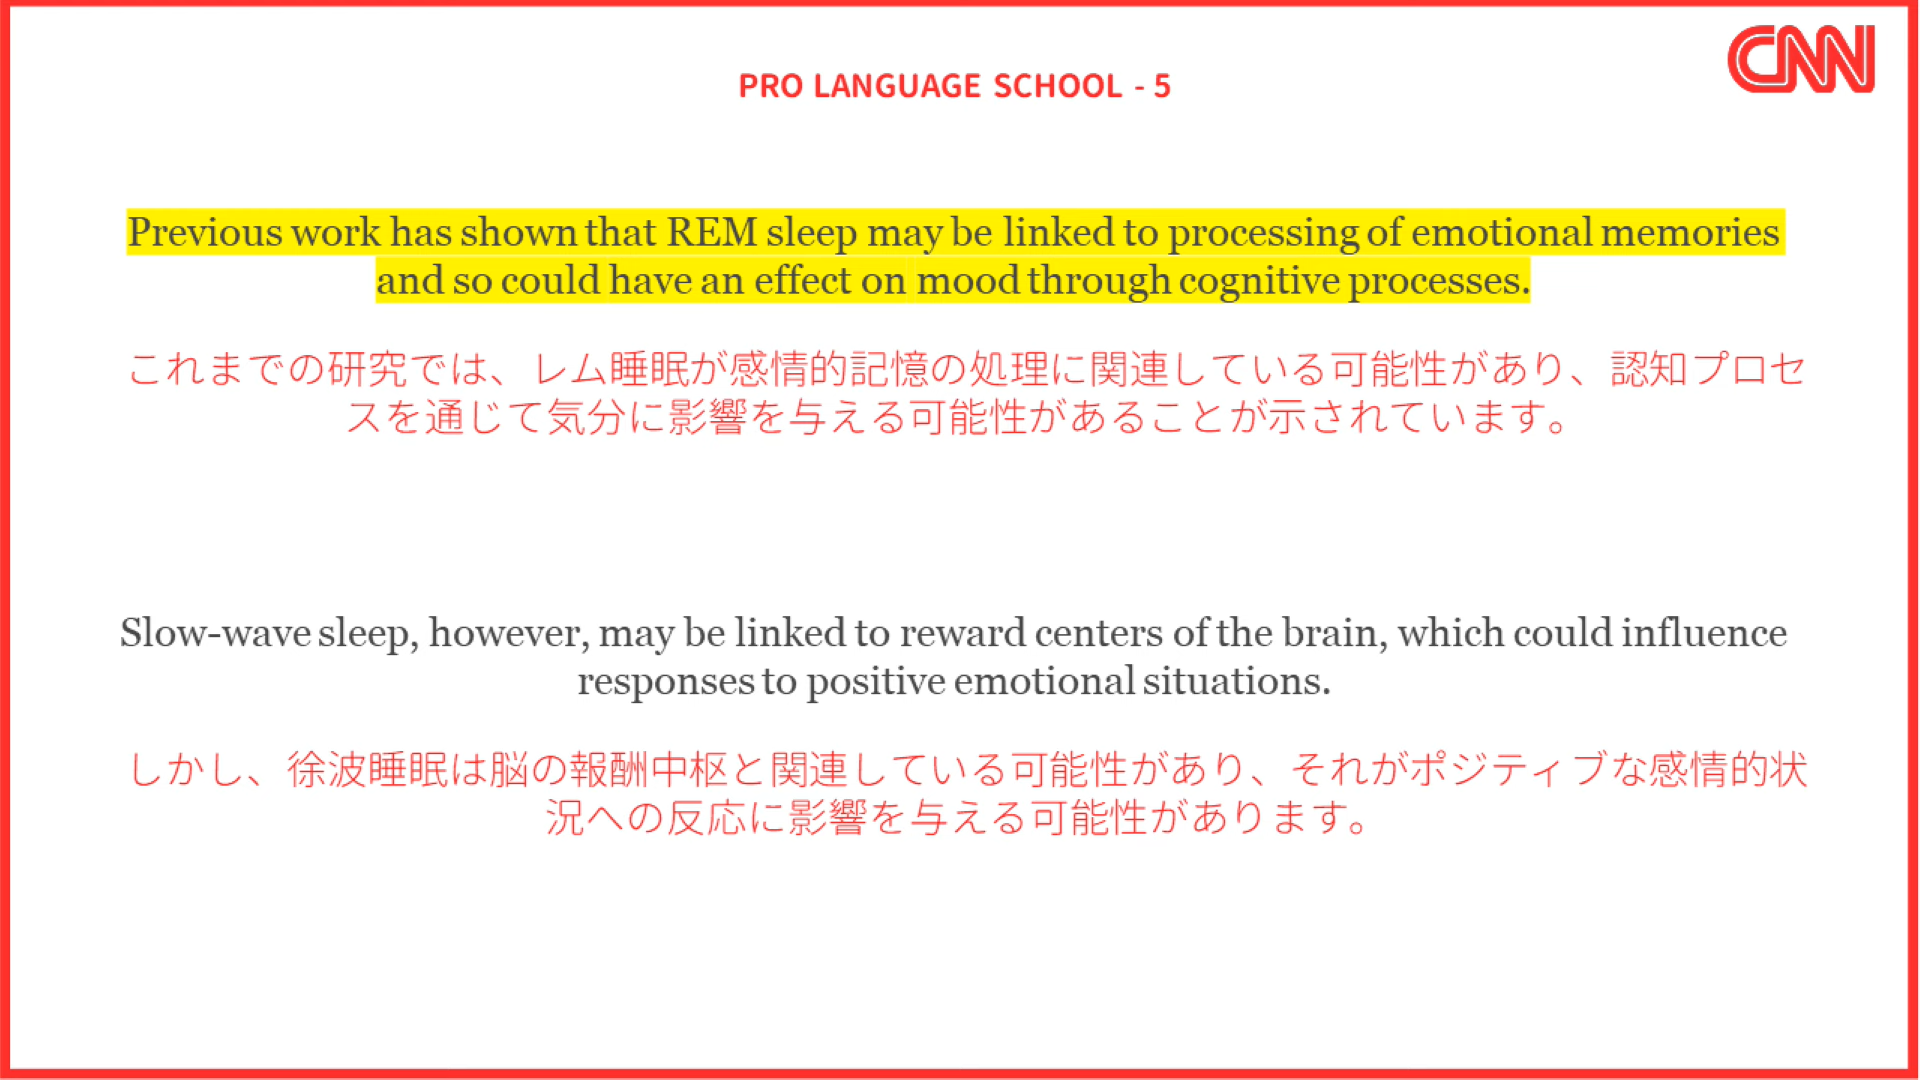 CNN
PRO LANGUAGE SCHOOL - 5
Previous work has shown that REM sleep may be linked to processing of emotional memories
and so could have an effect on mood through cognitive processes.
これまでの研究では、レム睡眠が感情的記憶の処理に関連している可能性があり、認知プロセ
スを通じて気分に影響を与える可能性があることが示されています。
Slow-wave sleep, however, may be linked to reward centers of the brain, which could influence
responses to positive emotional situations.
しかし、徐波睡眠は脳の報酬中枢と関連している可能性があり、それがポジティブな感情的状
況への反応に影響を与える可能性があります。